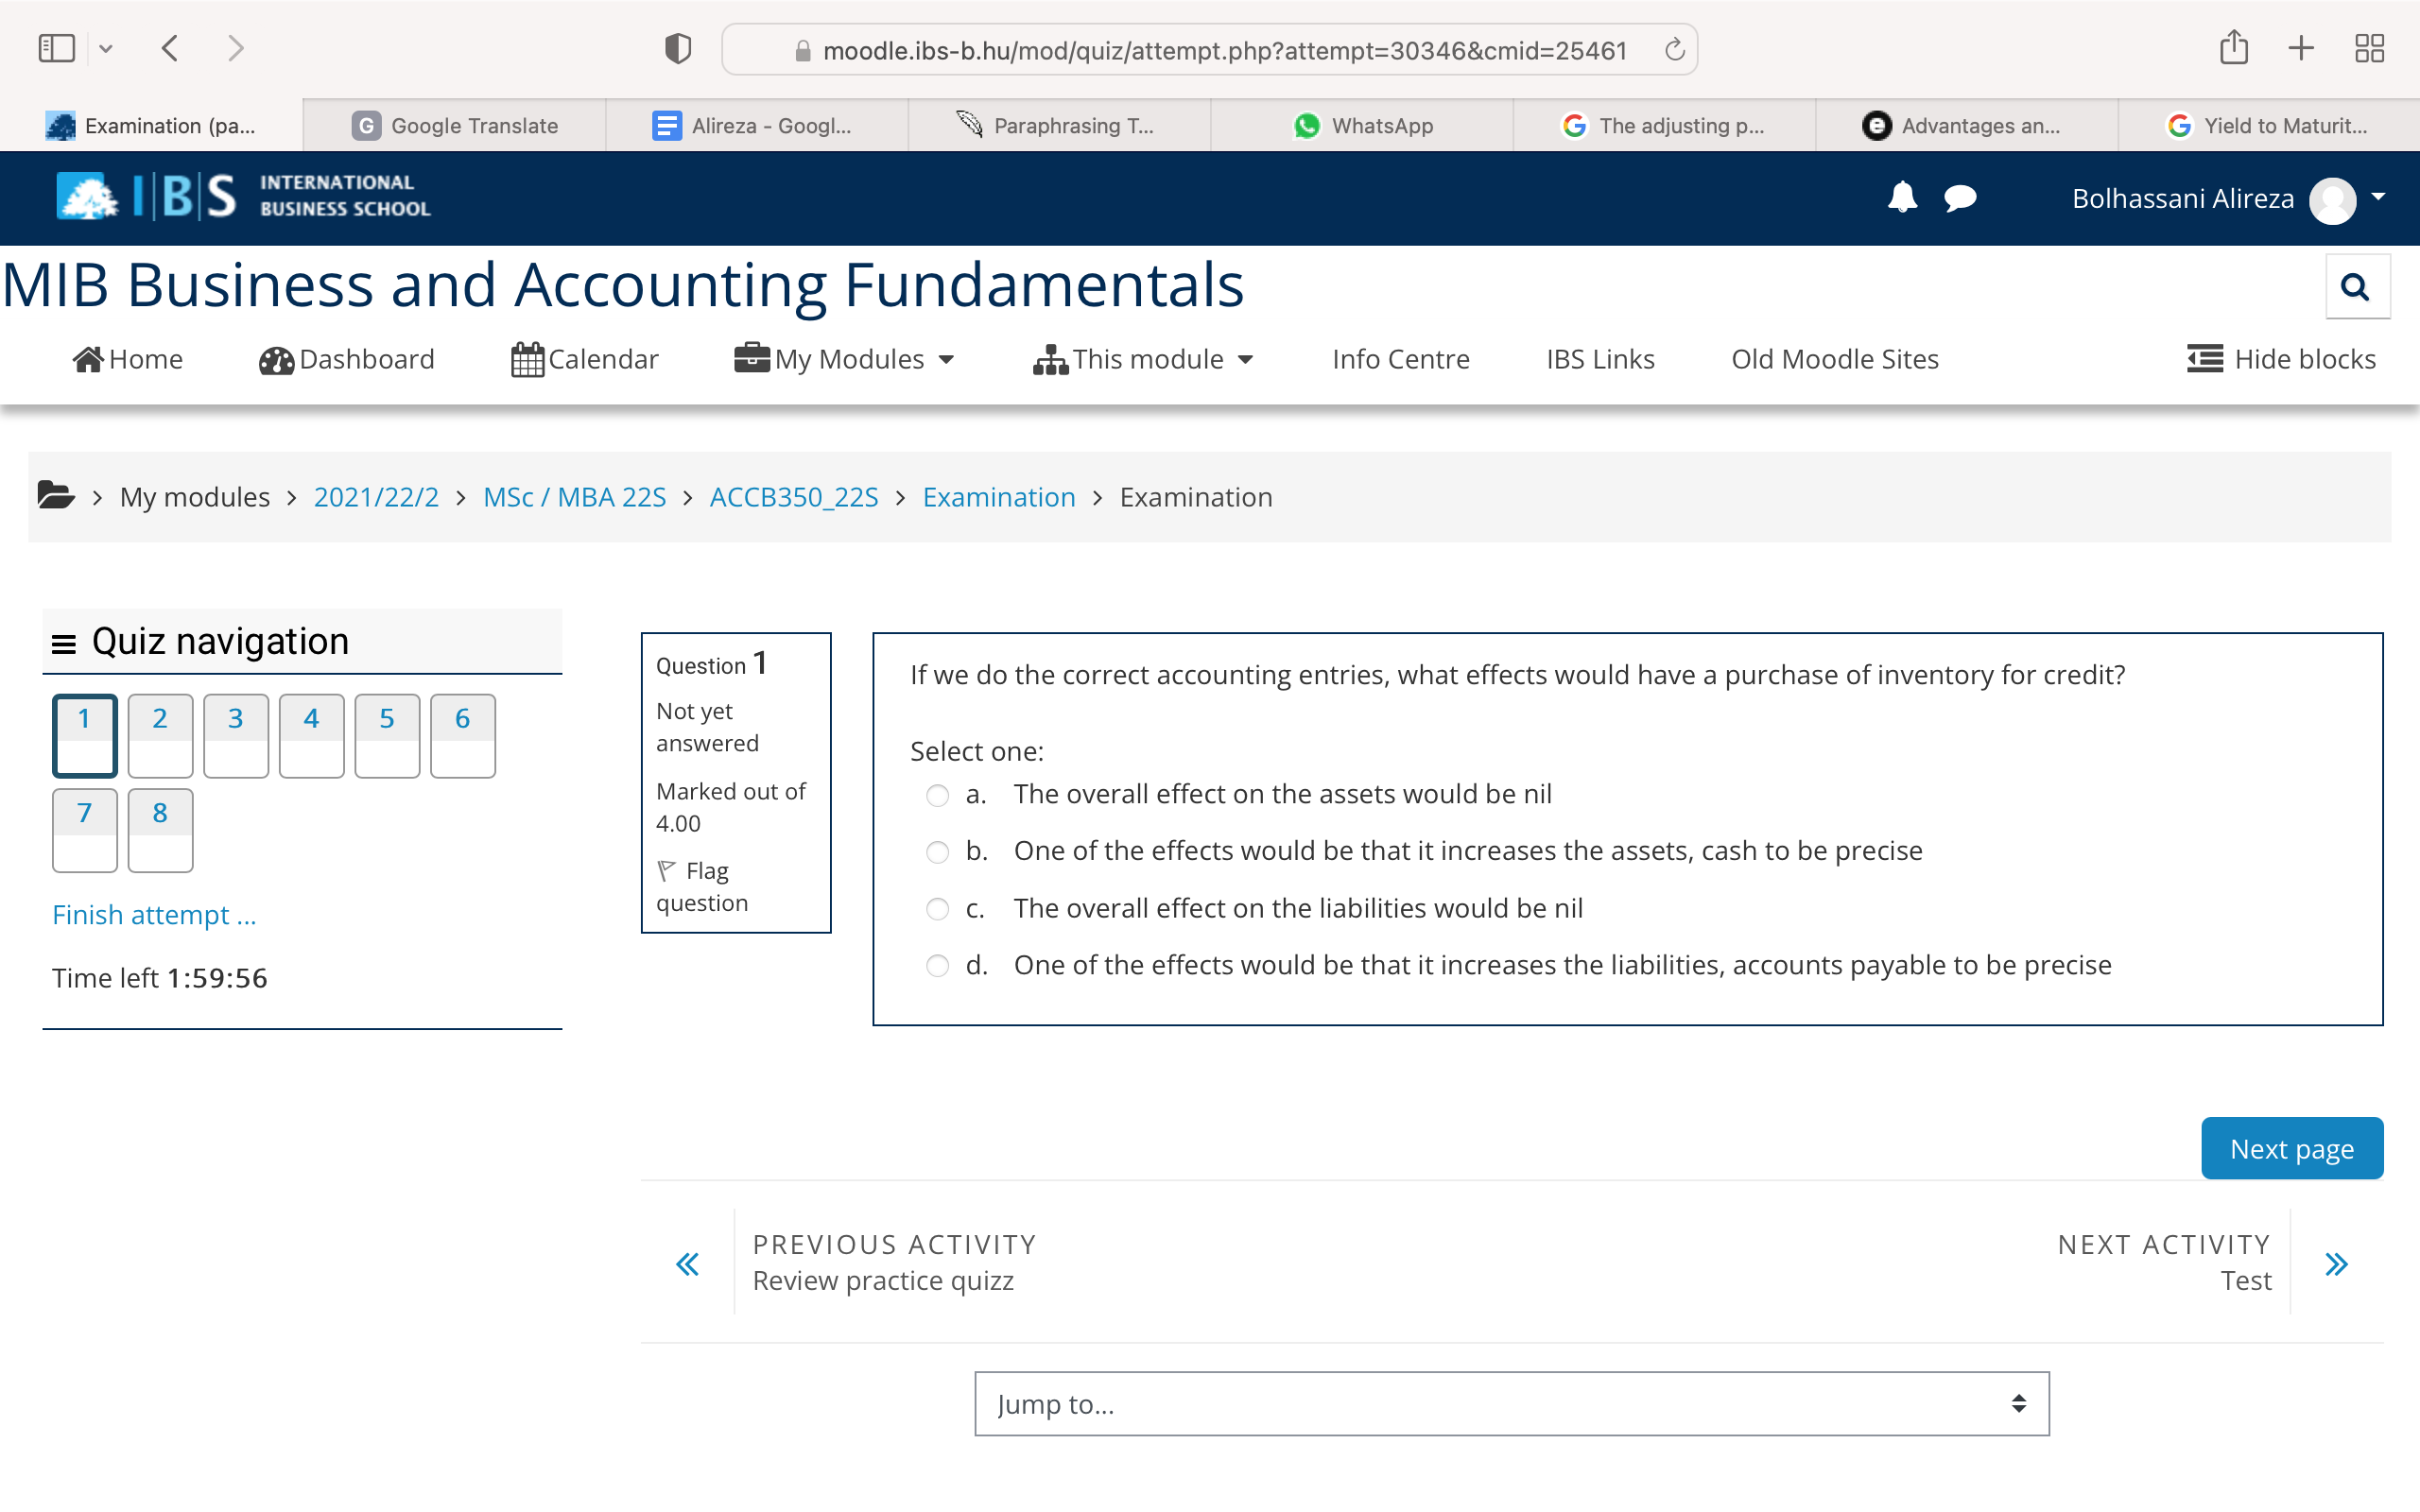 moodle.ibs-b.hu/mod/quiz/attempt.php?attempt=30346&cmid=25461
Examination (pa...
G Google Translate
Alireza - Googl...
Paraphrasing T...
WhatsApp
The adjusting p...
Advantages an...
Yield to Maturit...
IBS INTERNATIONAL
BUSINESS SCHOOL
Bolhassani Alireza
MIB Business and Accounting Fundamentals
Home
Dashboard
Calendar
My Modules
This module
Info Centre
IBS Links
Old Moodle Sites
Hide blocks
> My modules > 2021/22/2 > MSc / MBA 22S > ACCB350_22S > Examination > Examination
Quiz navigation
1 2 3 4 5 6
7 8
Finish attempt ...
Time left 1:59:56
Question 1
Not yet
answered
Marked out of
4.00
Flag
question
If we do the correct accounting entries, what effects would have a purchase of inventory for credit?
Select one:
a. The overall effect on the assets would be nil
b. One of the effects would be that it increases the assets, cash to be precise
c. The overall effect on the liabilities would be nil
d. One of the effects would be that it increases the liabilities, accounts payable to be precise
Next page
PREVIOUS ACTIVITY
Review practice quizz
NEXT ACTIVITY
Test
Jump to...